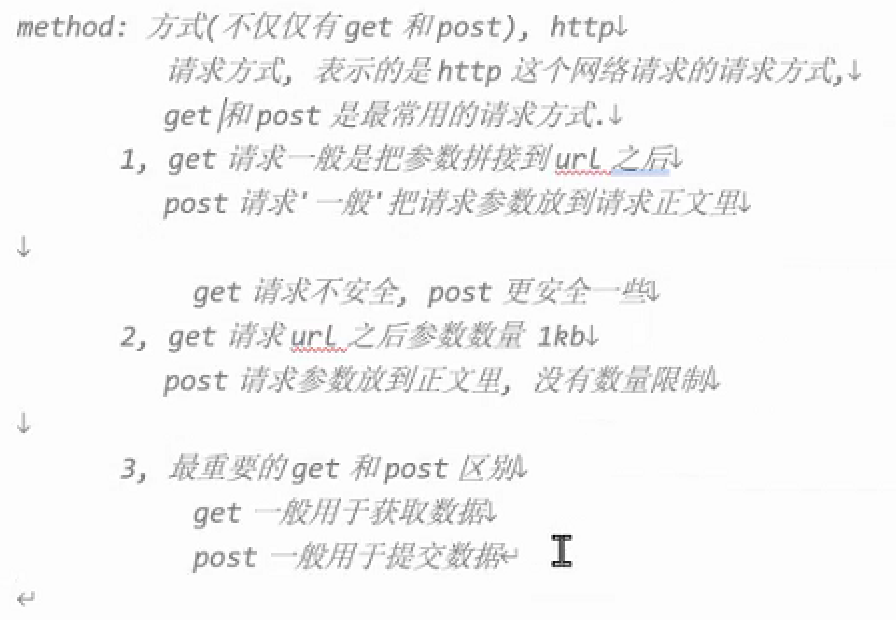 method: 方式(不仅仅有get 和post), http↓
请求方式, 表示的是http 这个网络请求的请求方式,↓
get 和post 是最常用的请求方式.↓
1, get 请求一般是把参数拼接到url 之后↓
post 请求'一般'把请求参数放到请求正文里↓
↓
get 请求不安全, post 更安全一些↓
2, get 请求url 之后参数数量 1kb↓
post 请求参数放到正文里, 没有数量限制↓
↓
3, 最重要的get 和post 区别↓
get 一般用于获取数据↓
post 一般用于提交数据↵
↵